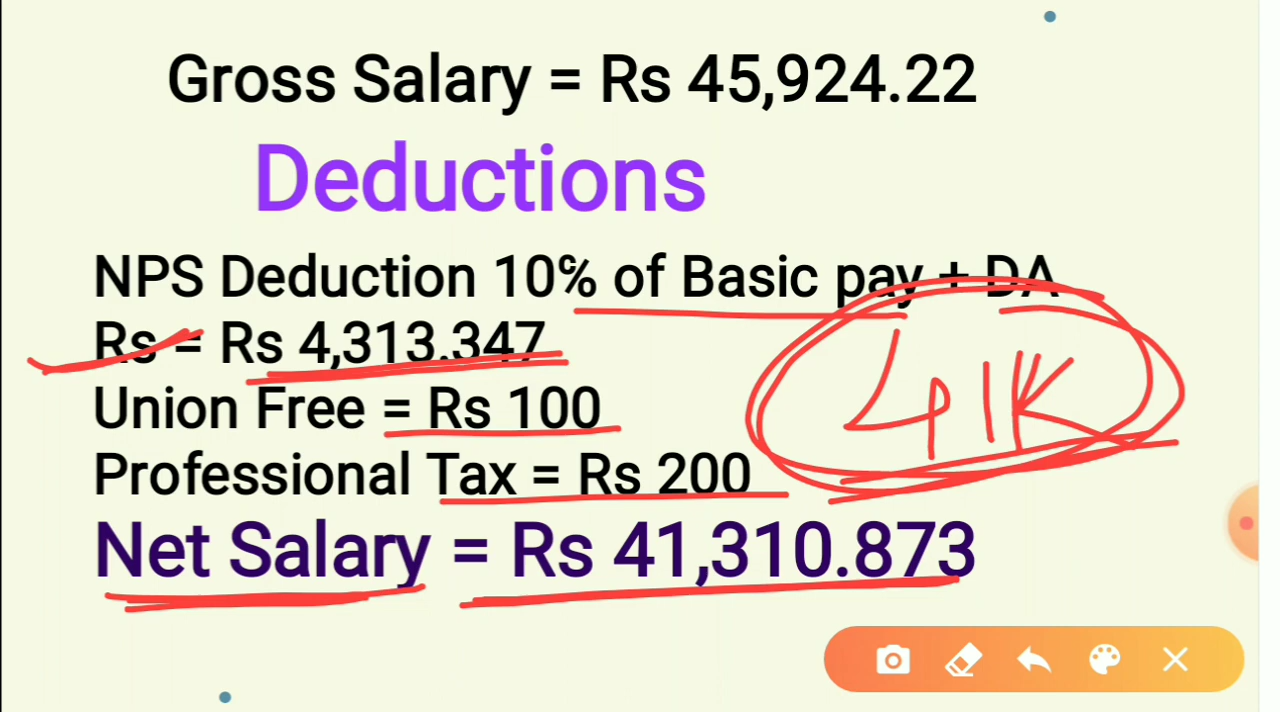 Gross Salary = Rs 45,924.22
Deductions
NPS Deduction 10% of Basic pay + DA
Rs = Rs 4,313.347
41K
Union Free = Rs 100
Professional Tax = Rs 200
Net Salary = Rs 41,310.873